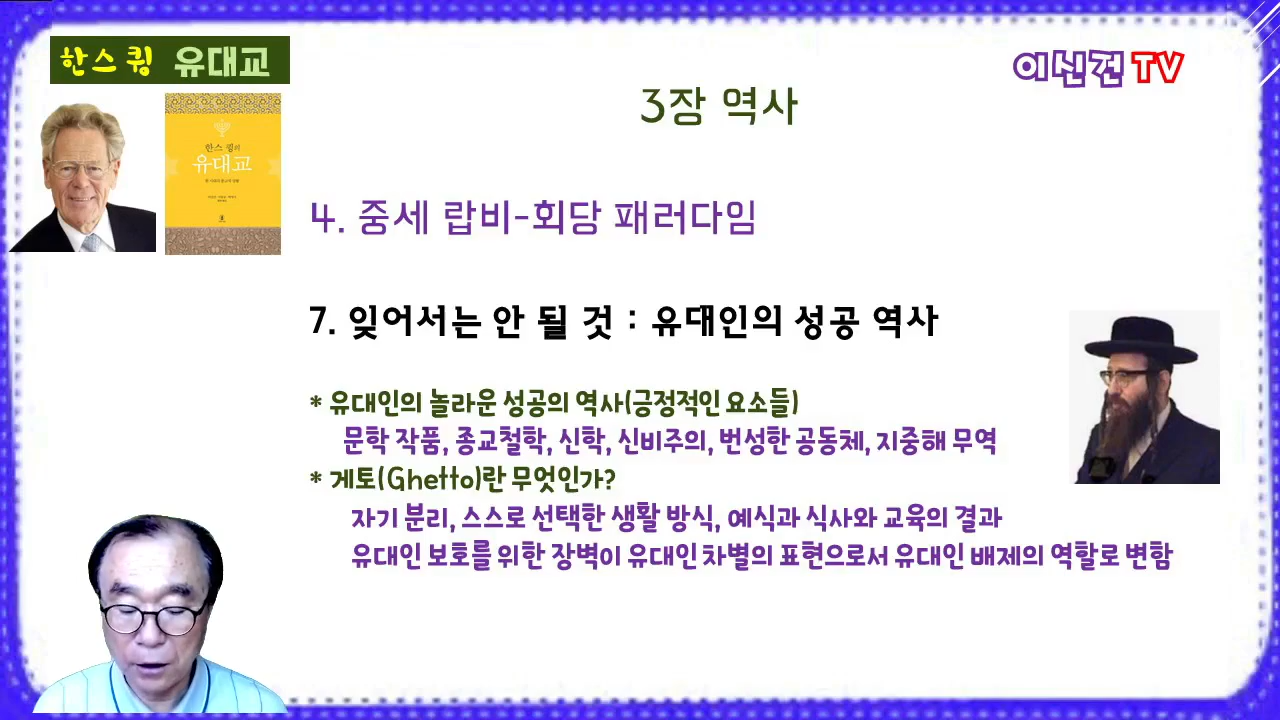 한스 큉 유대교
이신건 TV
3장 역사
한스 큉의
유대교
4. 중세 랍비-회당 패러다임
7. 잊어서는 안 될 것 : 유대인의 성공 역사
* 유대인의 놀라운 성공의 역사(긍정적인 요소들)
문학 작품, 종교철학, 신학, 신비주의, 번성한 공동체, 지중해 무역
* 게토(Ghetto)란 무엇인가?
자기 분리, 스스로 선택한 생활 방식, 예식과 식사와 교육의 결과
유대인 보호를 위한 장벽이 유대인 차별의 표현으로서 유대인 배제의 역할로 변함